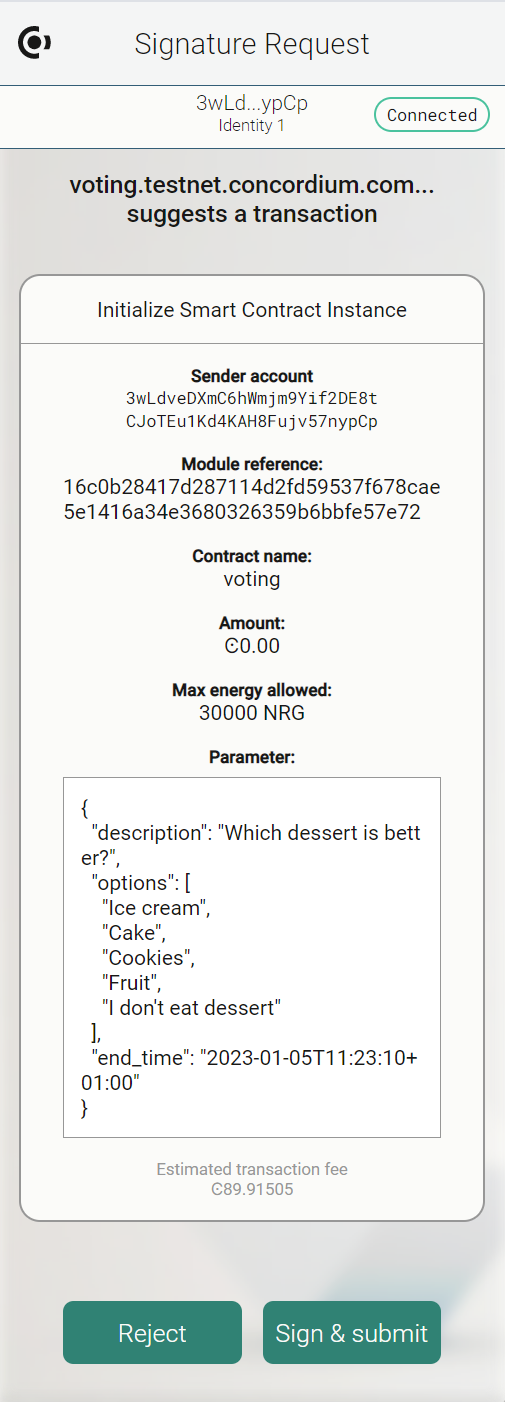 Signature Request
3wLd...ypCp
Identity 1
Connected
voting.testnet.concordium.com...
suggests a transaction
Initialize Smart Contract Instance
Sender account
3wLdveDXmC6hWmjm9Yif2DE8t
CJoTEu1Kd4KAH8Fujv57nypCp
Module reference:
16c0b28417d287114d2fd59537f678cae
5e1416a34e3680326359b6bbfe57e72
Contract name:
voting
Amount:
Ͼ0.00
Max energy allowed:
30000 NRG
Parameter:
{
"description": "Which dessert is bett
er?",
"options": [
"Ice cream",
"Cake",
"Cookies",
"Fruit",
"I don't eat dessert"
],
"end_time": "2023-01-05T11:23:10+
01:00"
}
Estimated transaction fee
Ͼ89.91505
Reject
Sign & submit